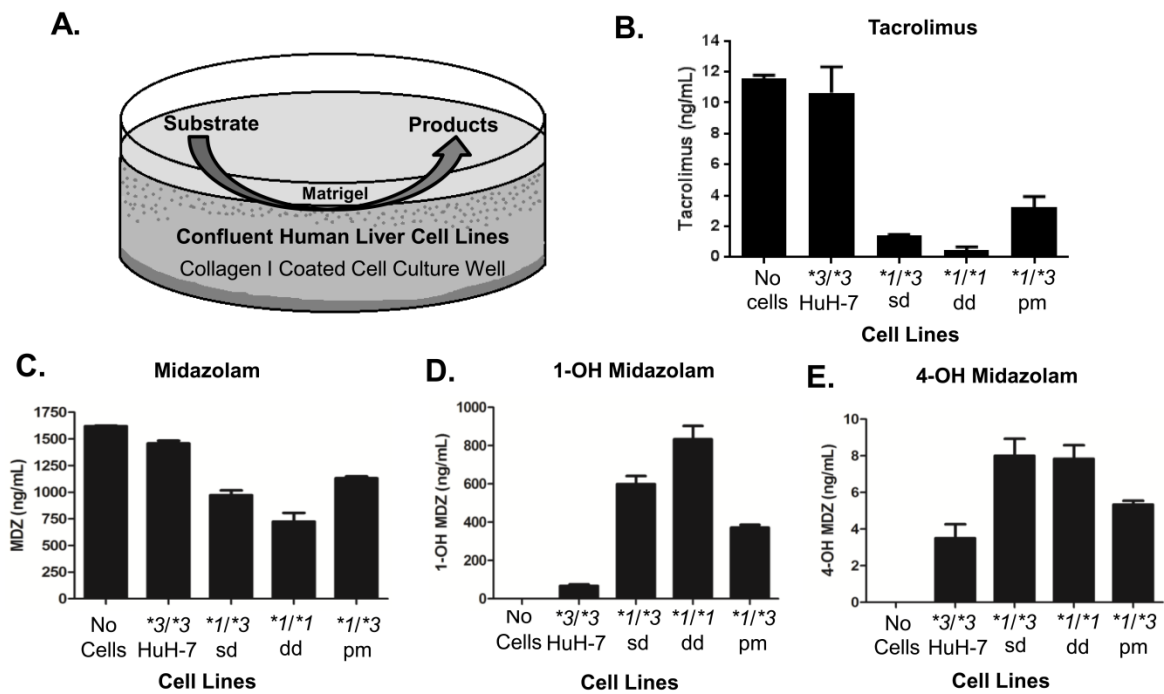 A.
Substrate
Products
Matrigel
Confluent Human Liver Cell Lines
Collagen I Coated Cell Culture Well
B.
Tacrolimus
Tacrolimus (ng/mL)
14
12
10
8
6
4
2
0
No *3/*3 *1/*3 *1/*1 *1/*3
cells HuH-7 sd dd pm
Cell Lines
C.
Midazolam
MDZ (ng/mL)
1750
1500
1250
1000
750
500
250
0
No *3/*3 *1/*3 *1/*1 *1/*3
Cells HuH-7 sd dd pm
Cell Lines
D.
1-OH Midazolam
1-OH MDZ (ng/mL)
1000
800
600
400
200
0
No *3/*3 *1/*3 *1/*1 *1/*3
Cells HuH-7 sd dd pm
Cell Lines
E.
4-OH Midazolam
4-OH MDZ (ng/mL)
10
8
6
4
2
0
No *3/*3 *1/*3 *1/*1 *1/*3
Cells HuH-7 sd dd pm
Cell Lines